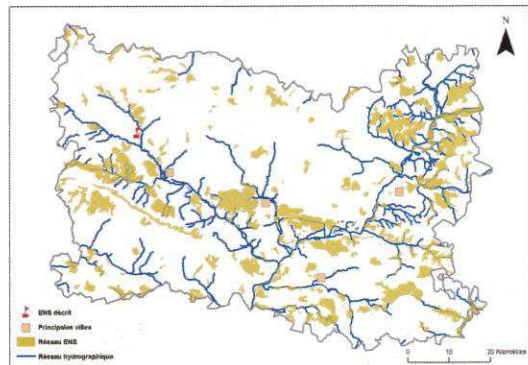 N
ENS décrit
Principales villes
Réseau ENS
Réseau hydrographique
0 10 20 Kilomètres